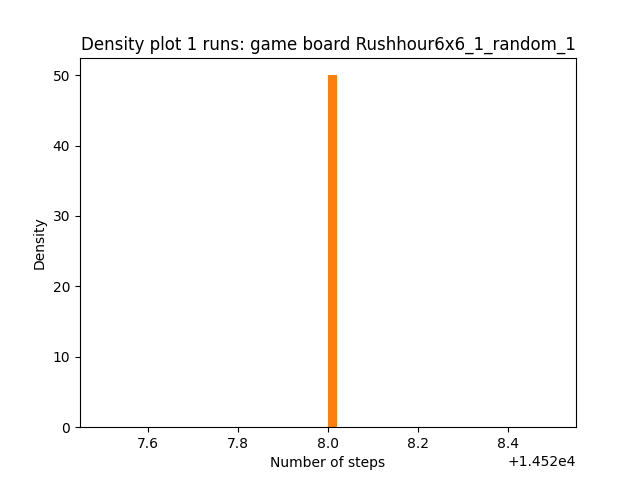 Density plot 1 runs: game board Rushhour6x6_1_random_1
50
40
30
20
10
0
Density
7.6 7.8 8.0 8.2 8.4
Number of steps
+1.452e4